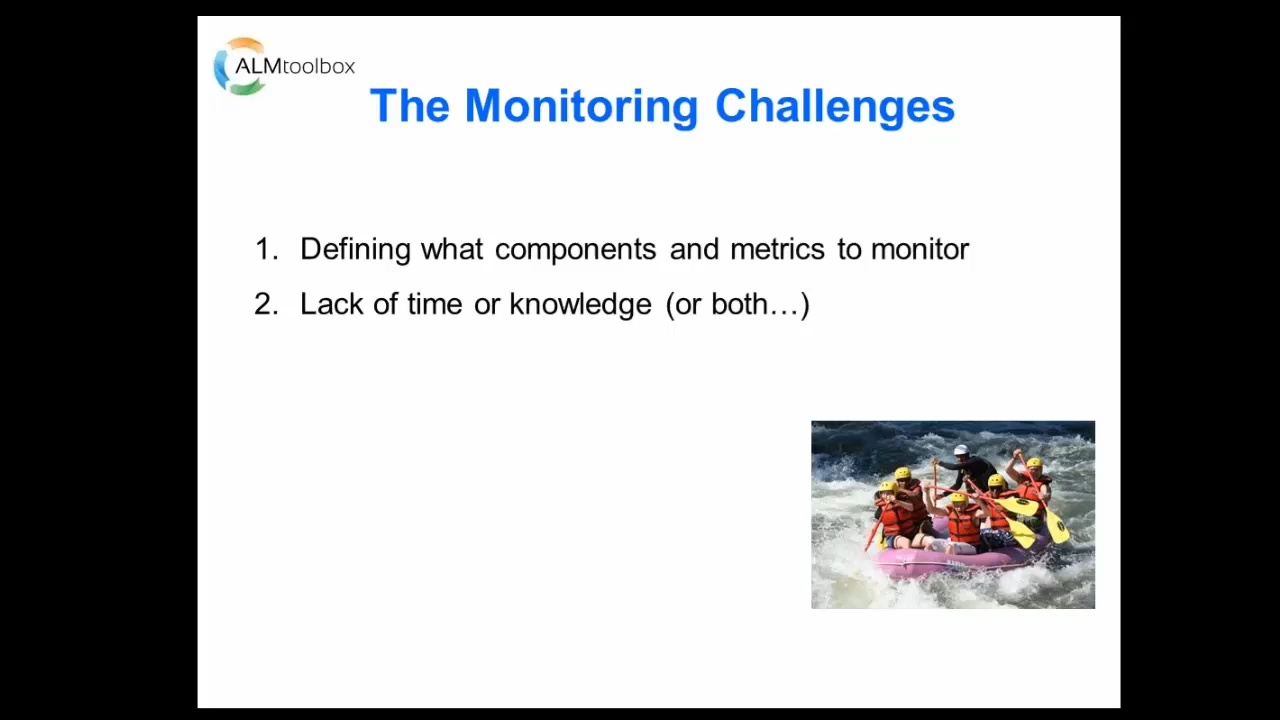 ALMtoolbox
The Monitoring Challenges
1. Defining what components and metrics to monitor
2. Lack of time or knowledge (or both…)